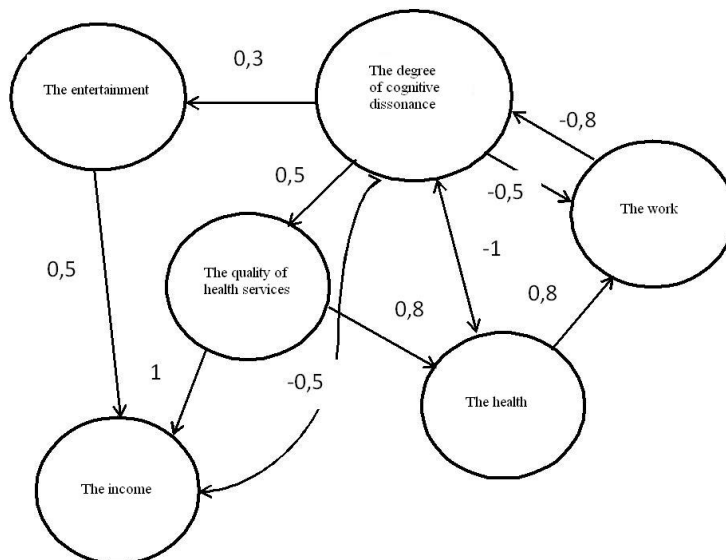 0,3
The degree
of cognitive
dissonance
The entertainment
-0,8
0,5
-0,5
The work
0,5
The quality of
health services
-1
0,8
0,8
1
-0,5
The health
The income